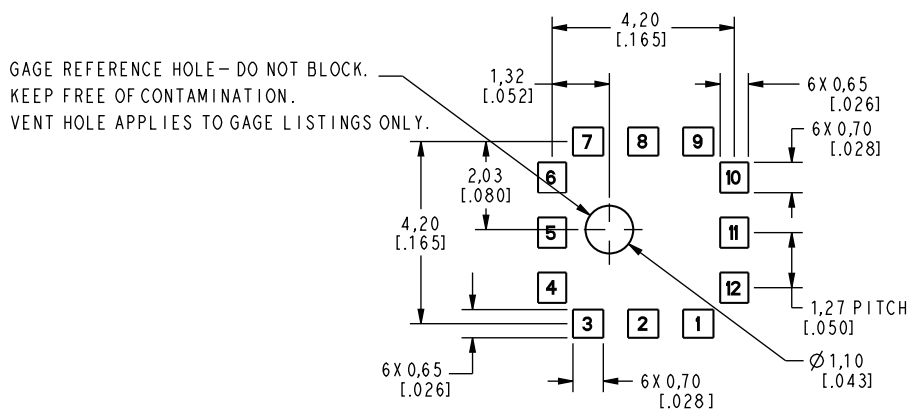 4,20
[.165]
GAGE REFERENCE HOLE- DO NOT BLOCK.
KEEP FREE OF CONTAMINATION.
VENT HOLE APPLIES TO GAGE LISTINGS ONLY.
1,32
[.052]
6X 0,65
[.026]
6X 0,70
[.028]
7 8 9
2,03
[.080]
6 10
4,20
[.165]
5 11
4 12
1,27 PITCH
[.050]
3 2 1
Ø 1,10
[.043]
6X 0,65
[.026]
6X 0,70
[.028]